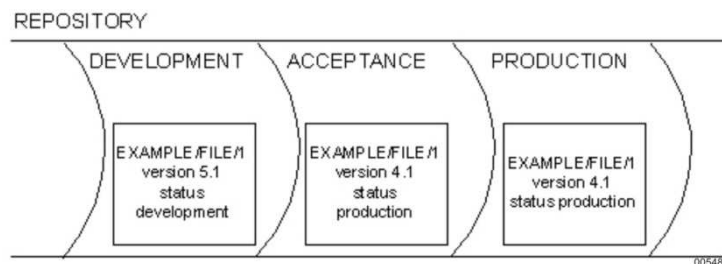 REPOSITORY
DEVELOPMENT
ACCEPTANCE
PRODUCTION
EXAMPLE/FILE/1
version 5.1
status
development
EXAMPLE/FILE/1
version 4.1
status
production
EXAMPLE/FILE/1
version 4.1
status production
00548